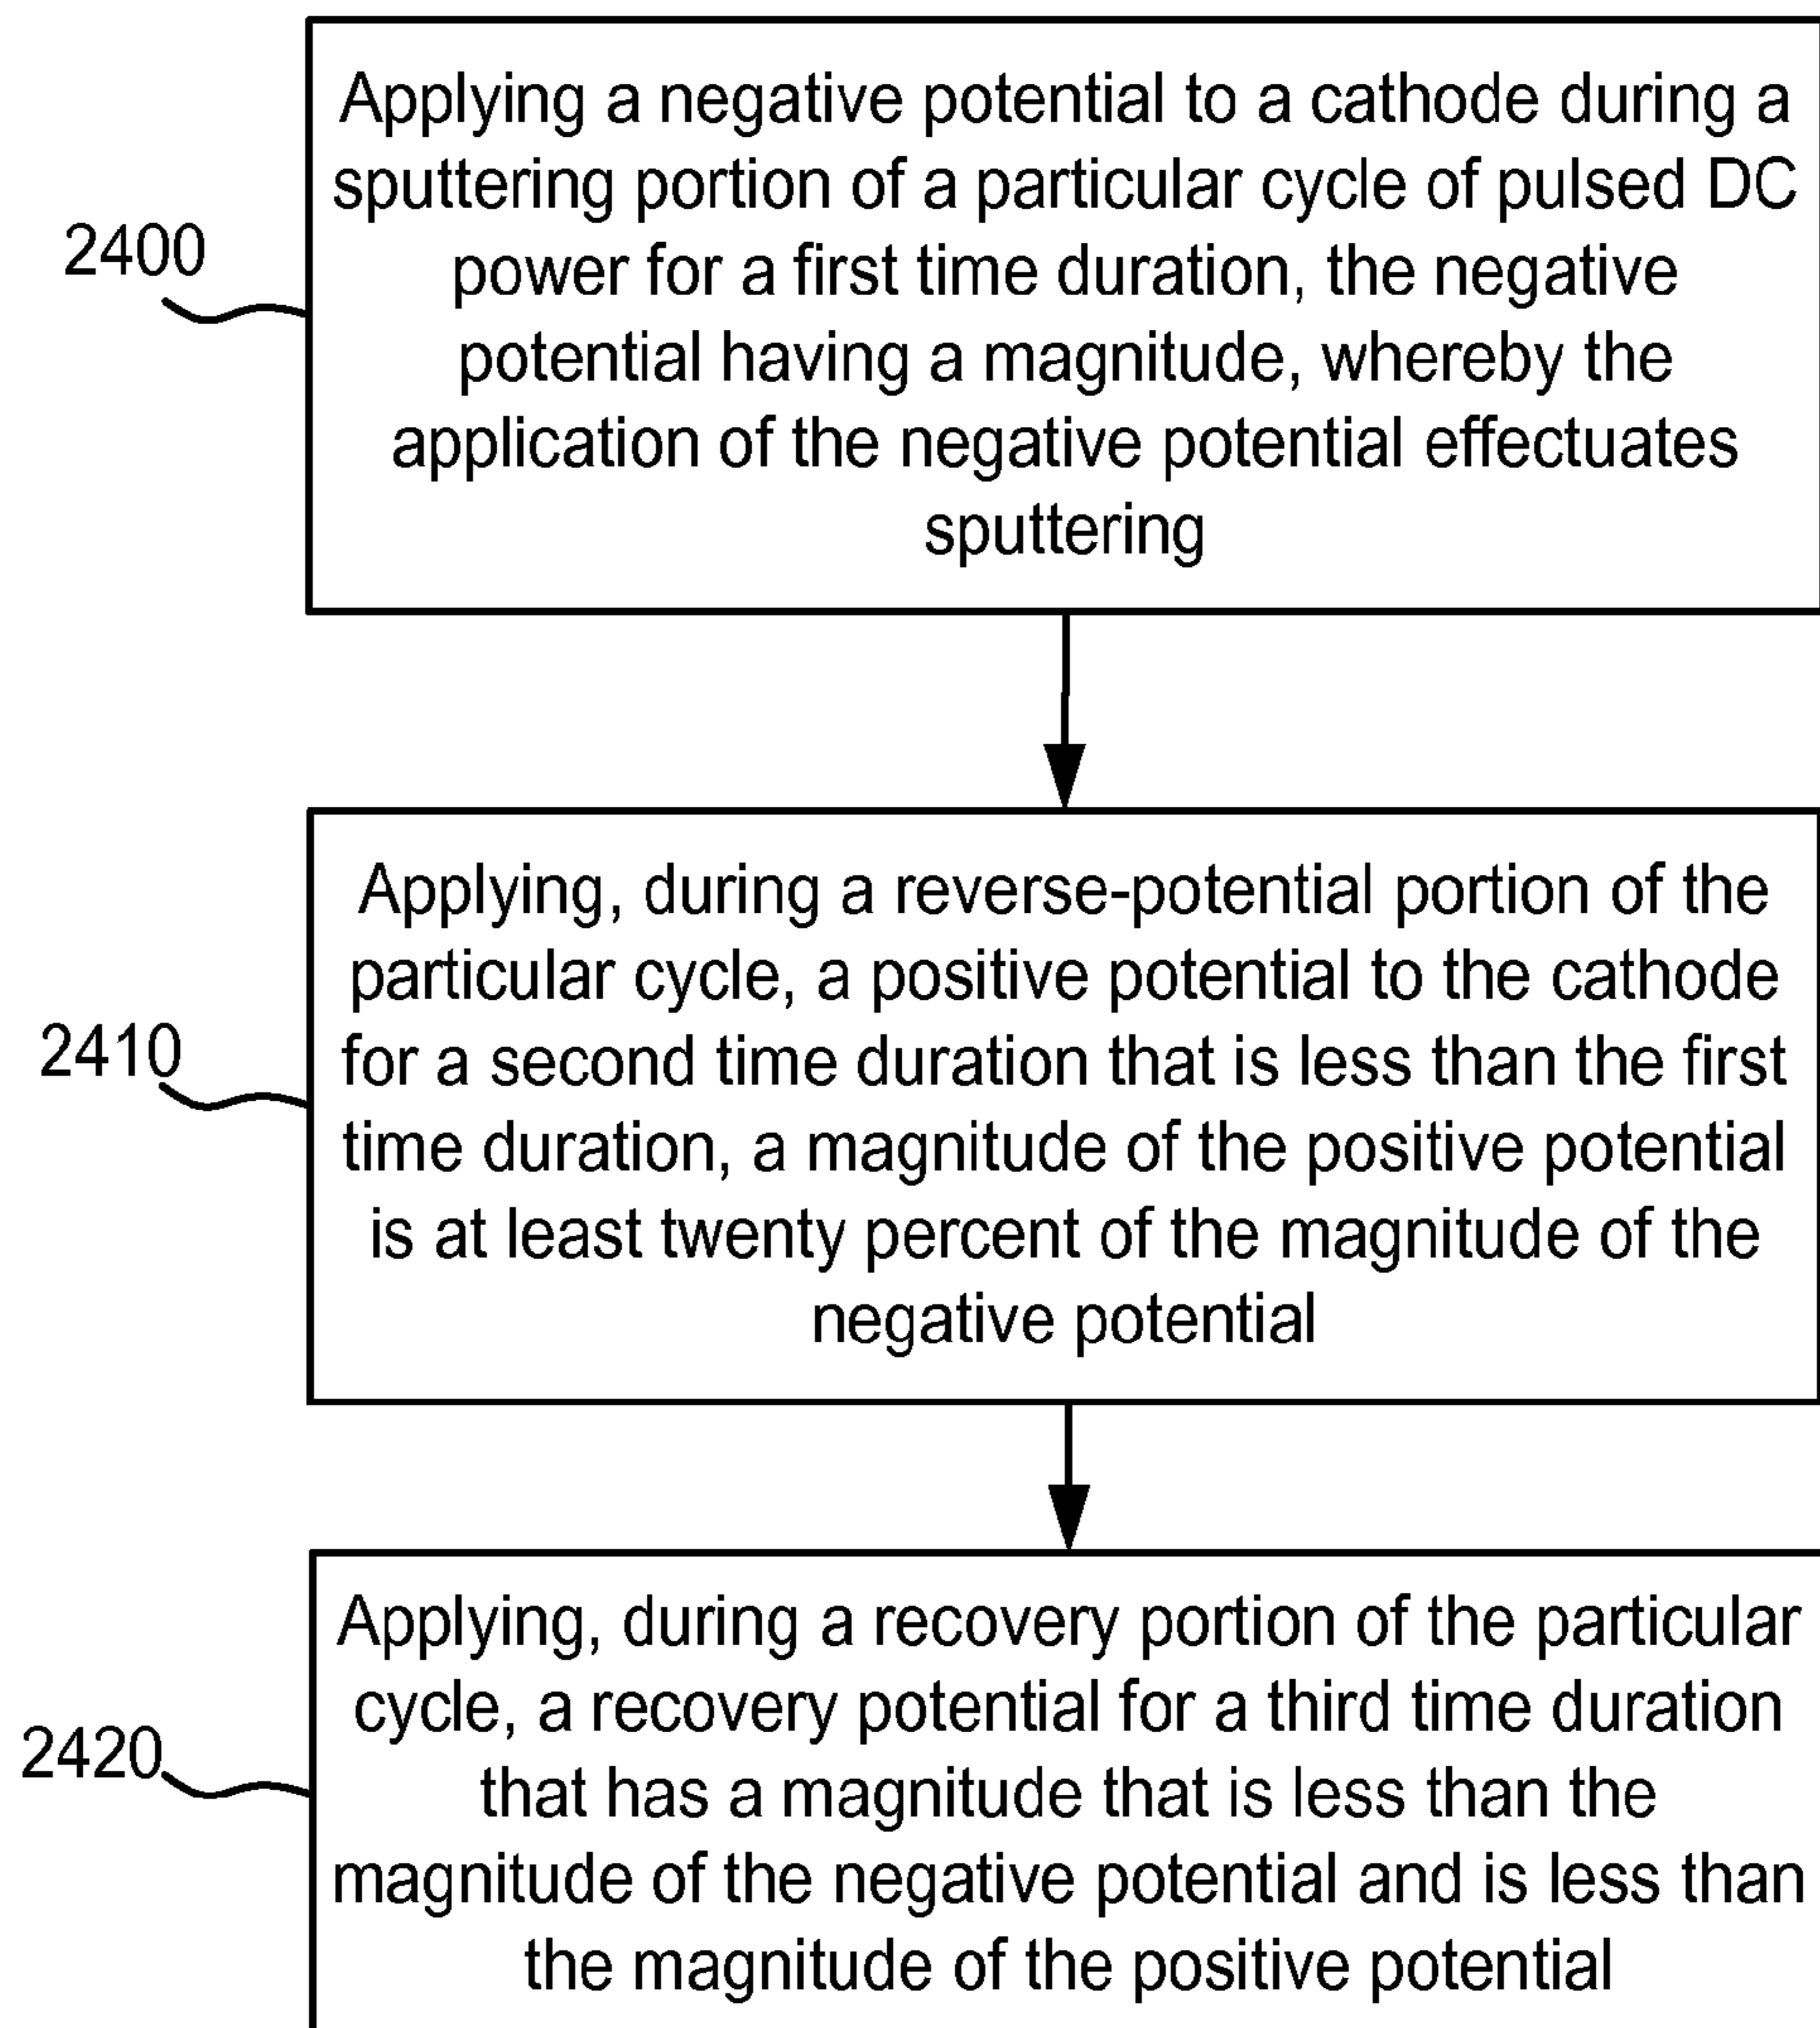 Applying a negative potential to a cathode during a
sputtering portion of a particular cycle of pulsed DC
power for a first time duration, the negative
potential having a magnitude, whereby the
application of the negative potential effectuates
sputtering
2400
Applying, during a reverse-potential portion of the
particular cycle, a positive potential to the cathode
for a second time duration that is less than the first
time duration, a magnitude of the positive potential
is at least twenty percent of the magnitude of the
negative potential
2410
Applying, during a recovery portion of the particular
cycle, a recovery potential for a third time duration
that has a magnitude that is less than the
magnitude of the negative potential and is less than
the magnitude of the positive potential
2420